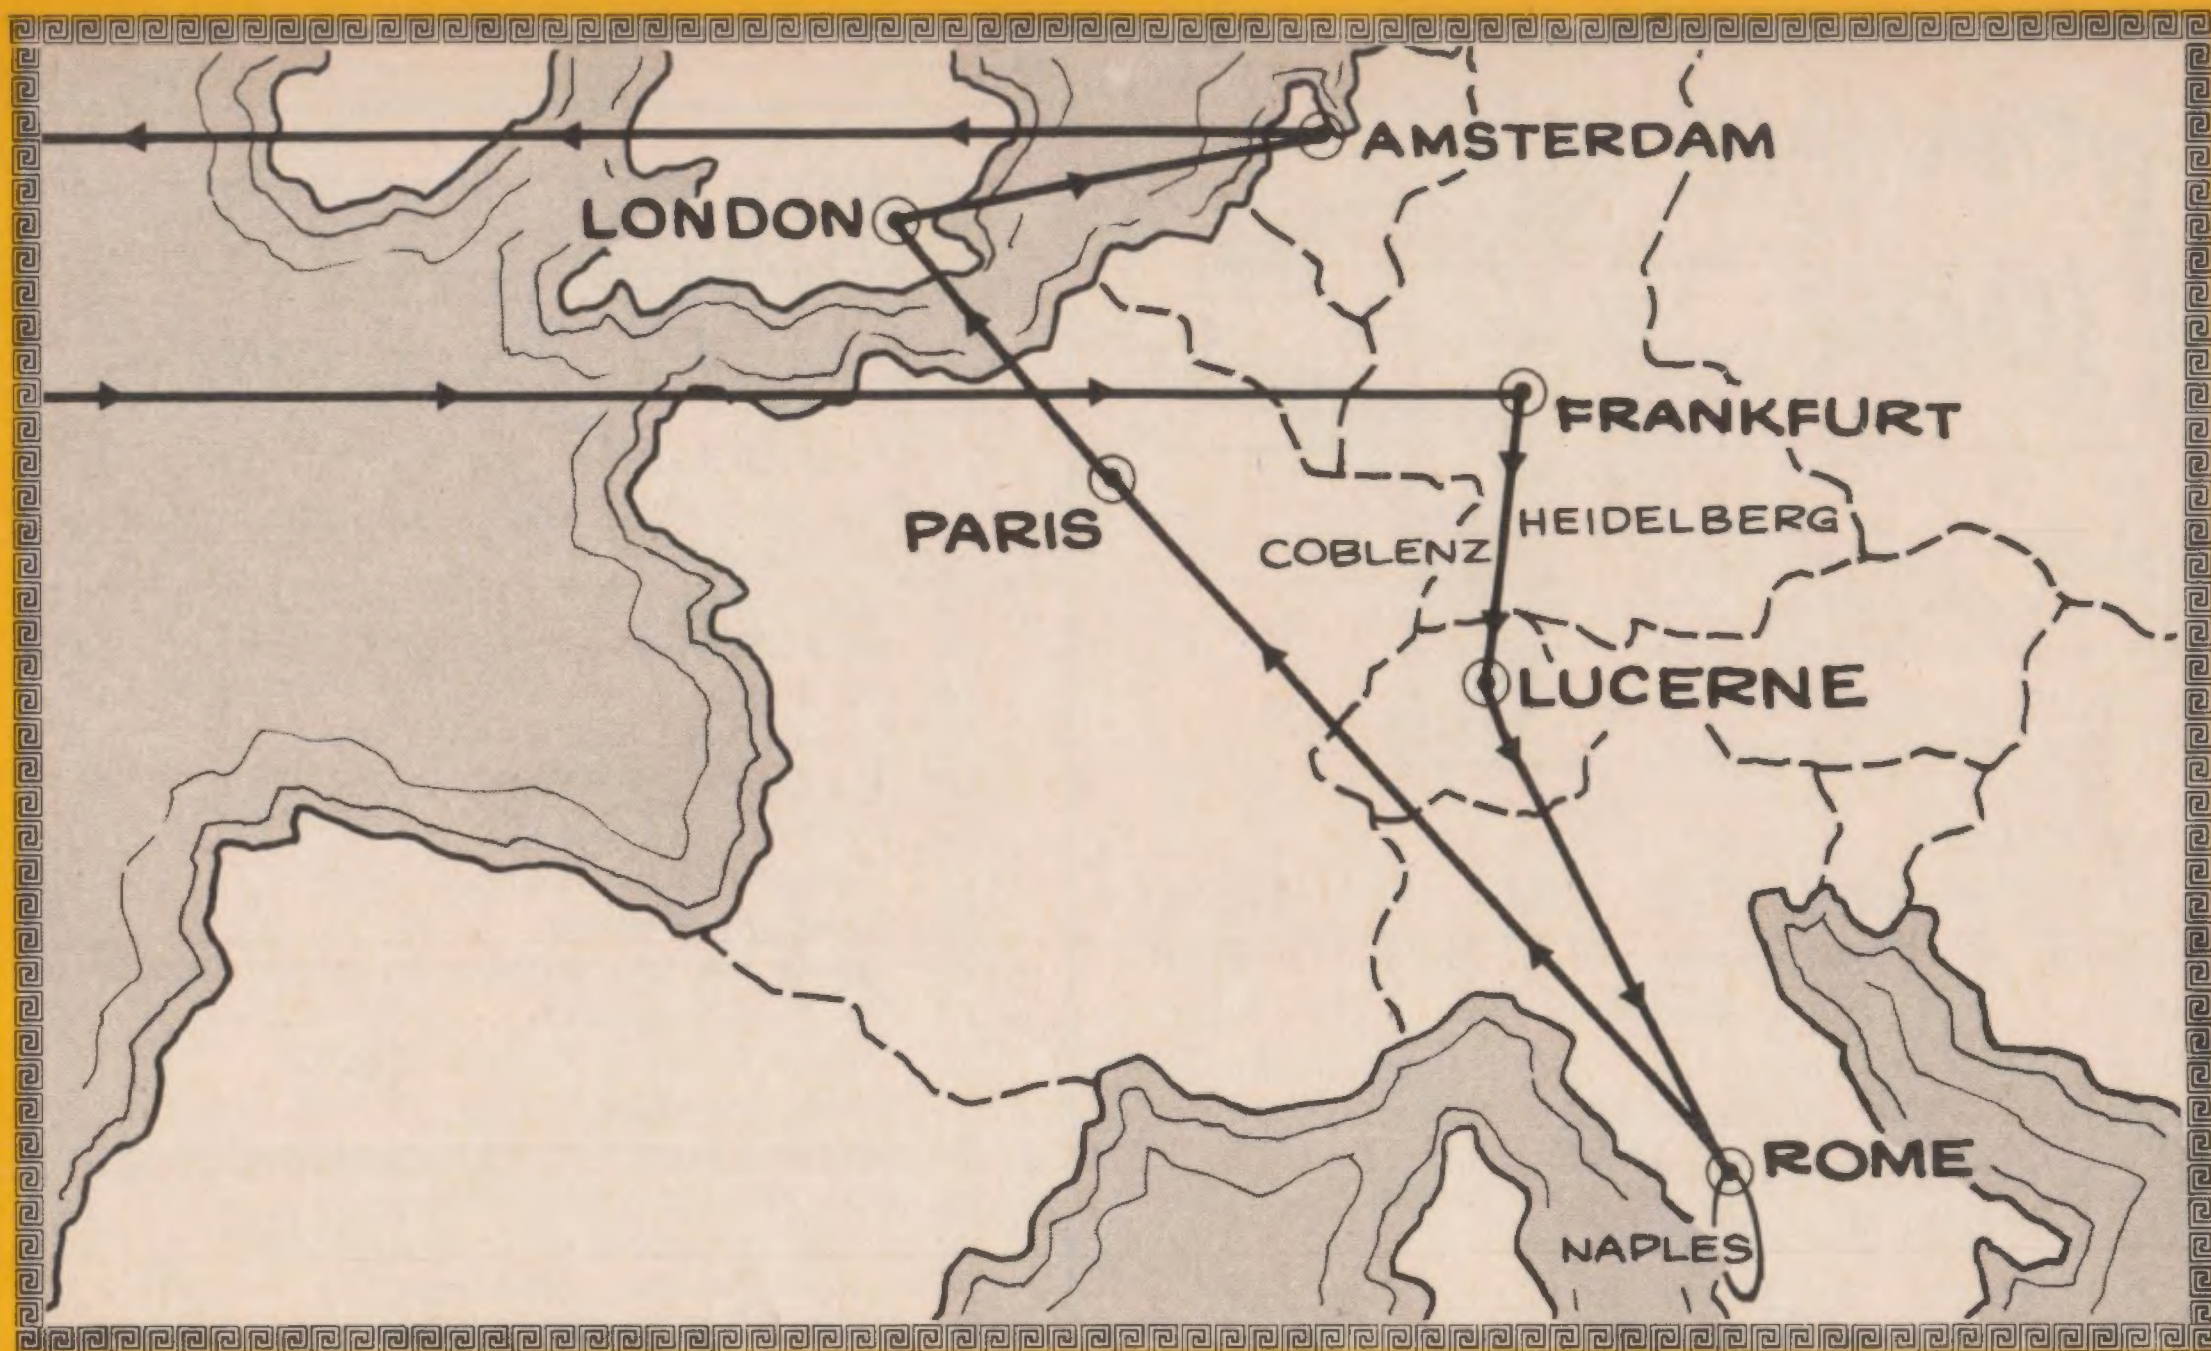 AMSTERDAM
LONDON
FRANKFURT
PARIS
HEIDELBERG
COBLENZ
LUCERNE
ROME
NAPLES